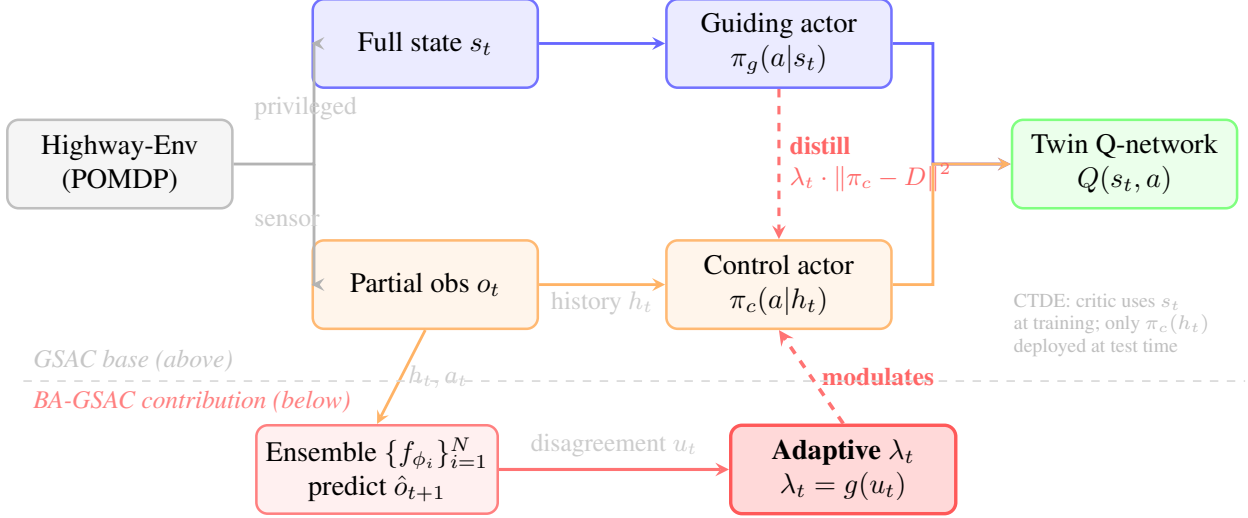 Full state $s_t$
Guiding actor
$\pi_g(a|s_t)$
privileged
Highway-Env
(POMDP)
distill
$\lambda_t \cdot \|\pi_c - D\|^2$
Twin Q-network
$Q(s_t, a)$
sensor
Partial obs $o_t$
history $h_t$
Control actor
$\pi_c(a|h_t)$
CTDE: critic uses $s_t$
at training; only $\pi_c(h_t)$
deployed at test time
GSAC base (above)
$h_t, a_t$
modulates
BA-GSAC contribution (below)
Ensemble $\{f_{\phi_i}\}_{i=1}^N$
predict $\hat{o}_{t+1}$
disagreement $u_t$
Adaptive $\lambda_t$
$\lambda_t = g(u_t)$